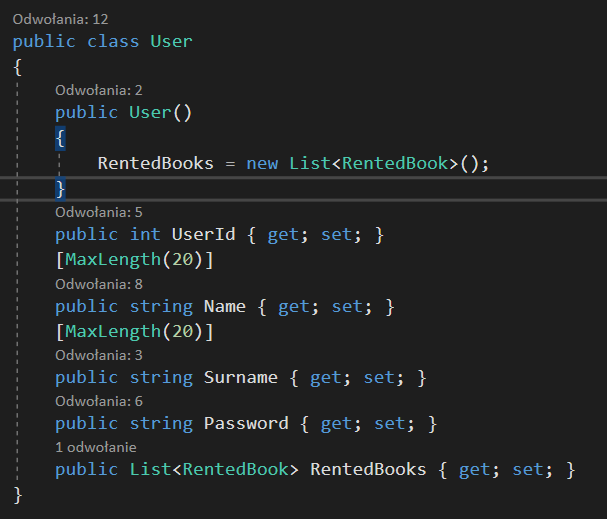 Odwołania: 12
public class User
{
Odwołania: 2
public User()
{
RentedBooks = new List<RentedBook>();
}
Odwołania: 5
public int UserId { get; set; }
[MaxLength(20)]
Odwołania: 8
public string Name { get; set; }
[MaxLength(20)]
Odwołania: 3
public string Surname { get; set; }
Odwołania: 6
public string Password { get; set; }
1 odwołanie
public List<RentedBook> RentedBooks { get; set; }
}